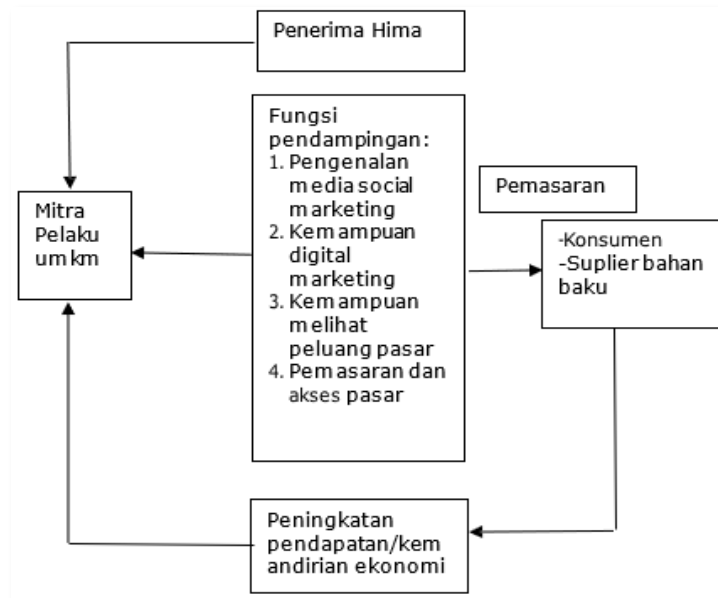 Penerima Hima
Fungsi
pendampingan:
1. Pengenalan
media social
marketing
2. Kemampuan
digital
marketing
3. Kemampuan
melihat
peluang pasar
4. Pemasaran dan
akses pasar
Mitra
Pelaku
umkm
Pemasaran
-Konsumen
-Suplier bahan
baku
Peningkatan
pendapatan/kem
andirian ekonomi